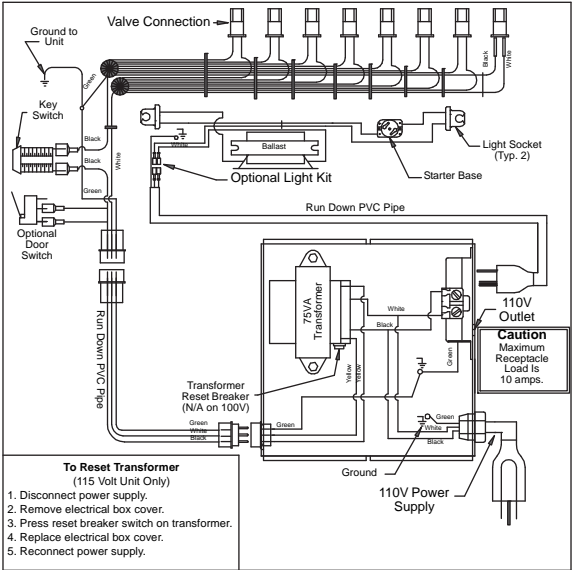 Valve Connection
Ground to
Unit
Green
Black
White
Key
Switch
Black
Black
White
Green
Optional
Door
Switch
White
Ballast
Optional Light Kit
Starter Base
Light Socket
(Typ. 2)
Run Down PVC Pipe
Run Down PVC Pipe
75VA
Transformer
White
Black
Green
Yellow
Yellow
110V
Outlet
Caution
Maximum
Receptacle
Load Is
10 amps.
Transformer
Reset Breaker
(N/A on 100V)
Green
White
Black
Green
Green
White
Black
Ground
110V Power
Supply
To Reset Transformer
(115 Volt Unit Only)
1. Disconnect power supply.
2. Remove electrical box cover.
3. Press reset breaker switch on transformer.
4. Replace electrical box cover.
5. Reconnect power supply.